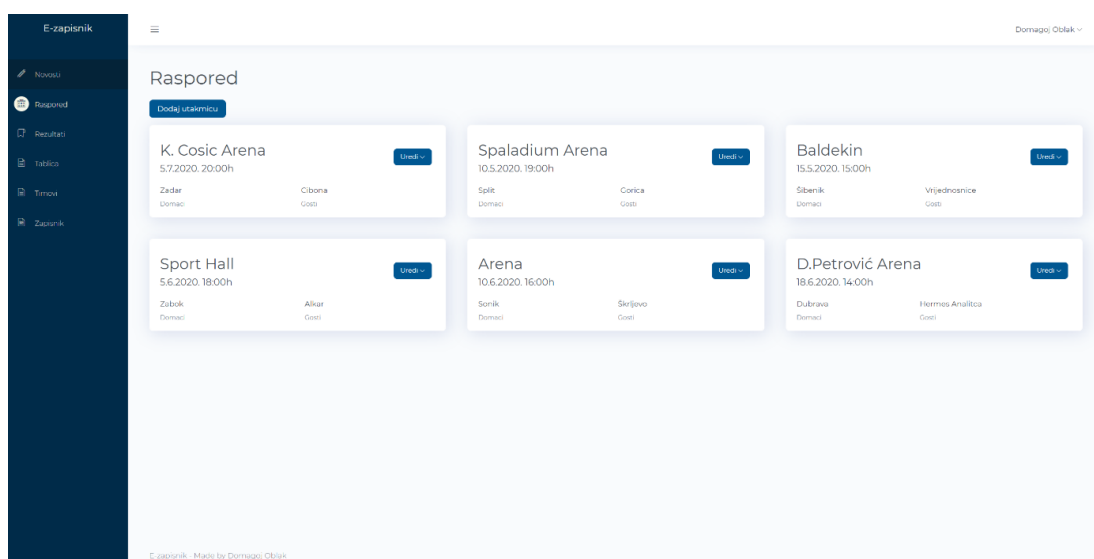 E-zapisnik
Domagoj Oblak
Novosti
Raspored
Rezultati
Tablica
Timovi
Zapisnik
Raspored
Dodaj utakmicu
K. Cosic Arena
Uredi
5.7.2020. 20:00h
Zadar
Cibona
Domaci
Gosti
Spaladium Arena
Uredi
10.5.2020. 19:00h
Split
Gorica
Domaci
Gosti
Baldekin
Uredi
15.5.2020. 15:00h
Šibenik
Vrijednosnice
Domaci
Gosti
Sport Hall
Uredi
5.6.2020. 18:00h
Zabok
Alkar
Domaci
Gosti
Arena
Uredi
10.6.2020. 16:00h
Sonik
Škrljevo
Domaci
Gosti
D.Petrović Arena
Uredi
18.6.2020. 14:00h
Dubrava
Hermes Analitca
Domaci
Gosti
E-zapisnik - Made by Domagoj Oblak